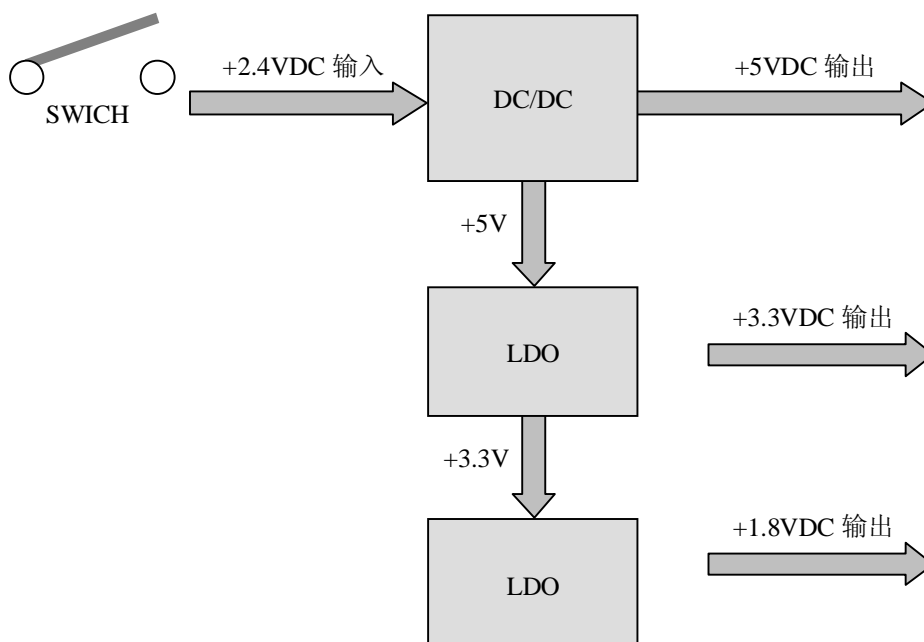 +2.4VDC 输入
DC/DC
+5VDC 输出
SWICH
+5V
LDO
+3.3VDC 输出
+3.3V
LDO
+1.8VDC 输出